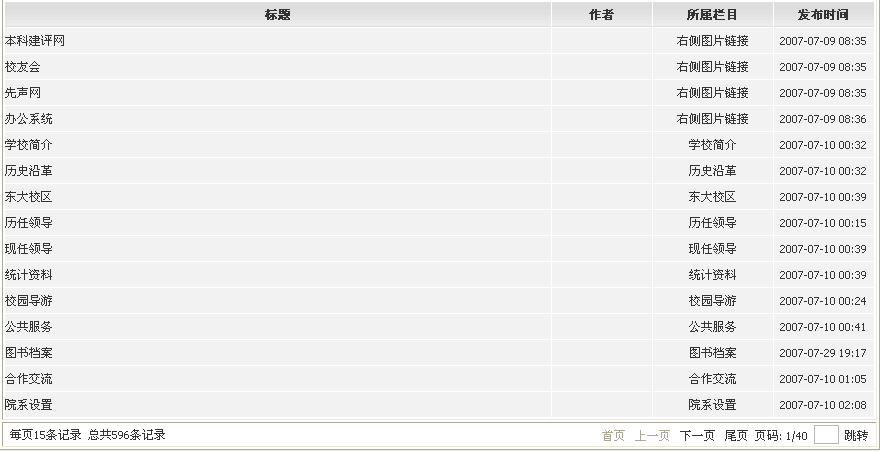 标题 作者 所属栏目 发布时间
本科建评网 右侧图片链接 2007-07-09 08:35
校友会 右侧图片链接 2007-07-09 08:35
先声网 右侧图片链接 2007-07-09 08:35
办公系统 右侧图片链接 2007-07-09 08:36
学校简介 学校简介 2007-07-10 00:32
历史沿革 历史沿革 2007-07-10 00:32
东大校区 东大校区 2007-07-10 00:39
历任领导 历任领导 2007-07-10 00:15
现任领导 现任领导 2007-07-10 00:39
统计资料 统计资料 2007-07-10 00:39
校园导游 校园导游 2007-07-10 00:24
公共服务 公共服务 2007-07-10 00:41
图书档案 图书档案 2007-07-29 19:17
合作交流 合作交流 2007-07-10 01:05
院系设置 院系设置 2007-07-10 02:08
每页15条记录 总共596条记录 首页 上一页 下一页 尾页 页码: 1/40 跳转